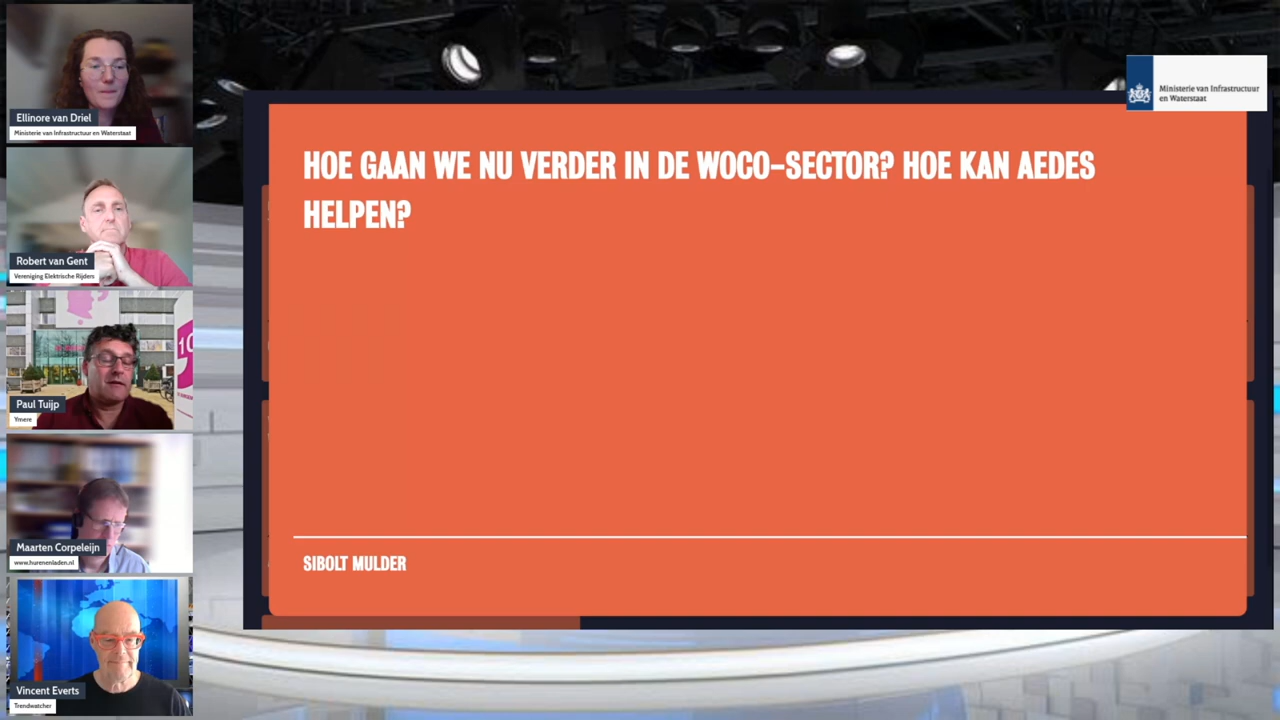 Ellinore van Driel
Ministerie van Infrastructuur en Waterstaat
Robert van Gent
Vereniging Elektrische Rijders
10
Paul Tuijp
Ymere
Maarten Corpeleijn
www.hurenenladen.nl
Vincent Everts
Trendwatcher
Ministerie van Infrastructuur
en Waterstaat
HOE GAAN WE NU VERDER IN DE WOCO-SECTOR? HOE KAN AEDES
HELPEN?
SIBOLT MULDER